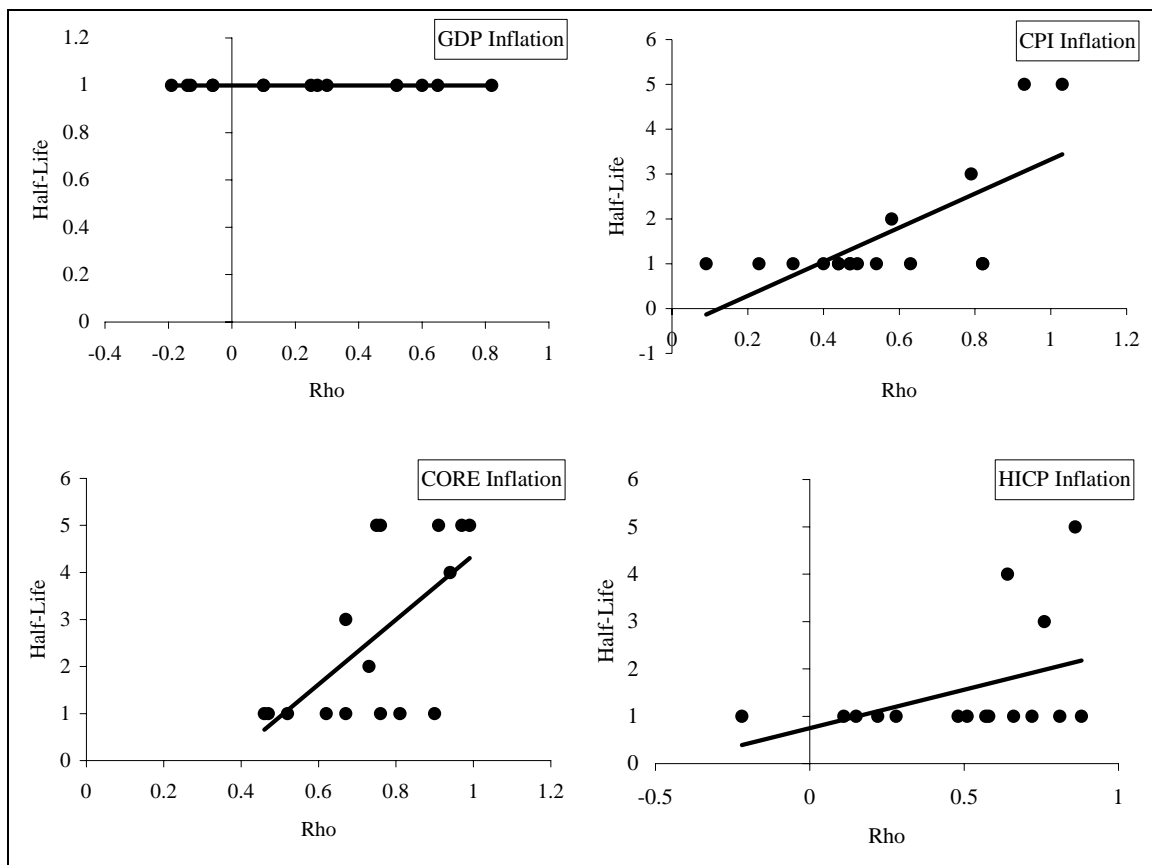 GDP Inflation
1.2
1
0.8
0.6
0.4
0.2
0
-0.4 -0.2 0 0.2 0.4 0.6 0.8 1
Half-Life
Rho
CPI Inflation
6
5
4
3
2
1
0
-1
0 0.2 0.4 0.6 0.8 1 1.2
Half-Life
Rho
CORE Inflation
6
5
4
3
2
1
0
0 0.2 0.4 0.6 0.8 1 1.2
Half-Life
Rho
HICP Inflation
6
5
4
3
2
1
0
-0.5 0 0.5 1
Half-Life
Rho